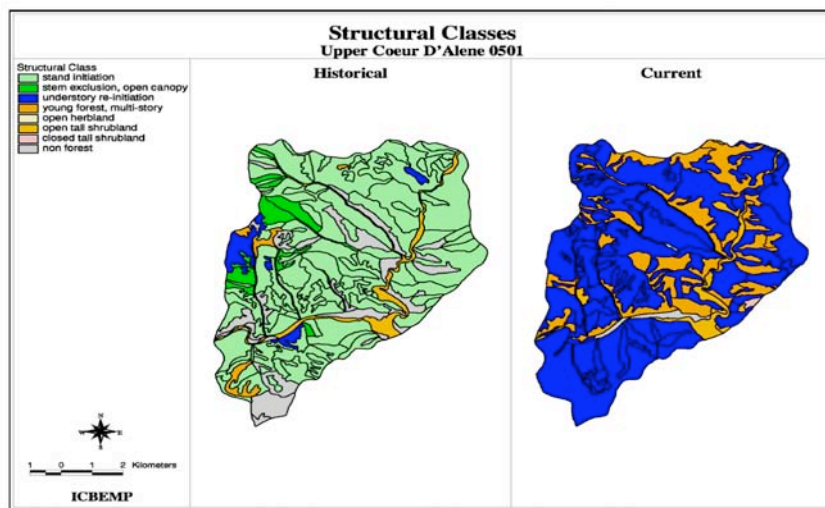 Structural Classes
Upper Coeur D'Alene 0501
Structural Class
stand initiation
stem exclusion, open canopy
understory re-initiation
young forest, multi-story
open herbland
open tall shrubland
closed tall shrubland
non forest
Historical
Current
N
W E
S
1 0 1 2 Kilometers
ICBEMP